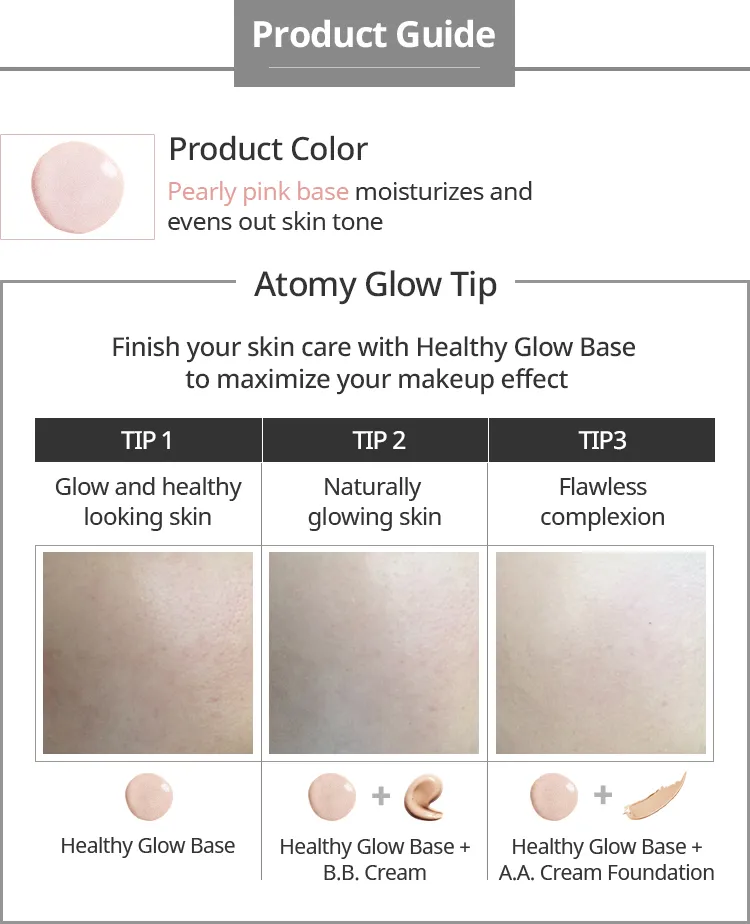 Product Guide
Product Color
Pearly pink base moisturizes and
evens out skin tone
Atomy Glow Tip
Finish your skin care with Healthy Glow Base
to maximize your makeup effect
TIP 1
TIP 2
TIP3
Glow and healthy
looking skin
Naturally
glowing skin
Flawless
complexion
Healthy Glow Base
Healthy Glow Base +
B.B. Cream
Healthy Glow Base +
A.A. Cream Foundation